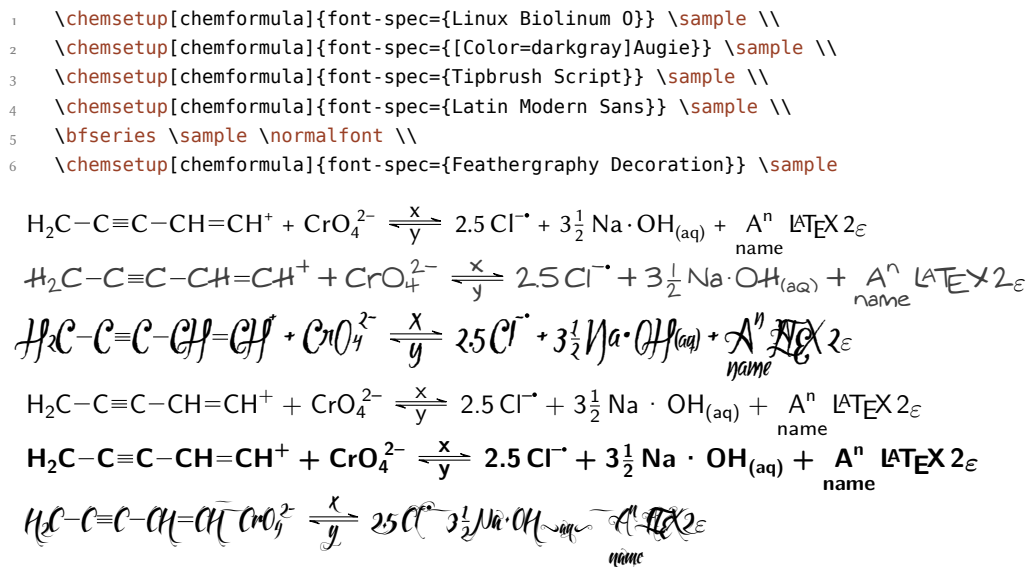 1 \chemsetup[chemformula]{font-spec={Linux Biolinum O}} \sample \\
2 \chemsetup[chemformula]{font-spec={[Color=darkgray]Augie}} \sample \\
3 \chemsetup[chemformula]{font-spec={Tipbrush Script}} \sample \\
4 \chemsetup[chemformula]{font-spec={Latin Modern Sans}} \sample \\
5 \bfseries \sample \normalfont \\
6 \chemsetup[chemformula]{font-spec={Feathergraphy Decoration}} \sample
H₂C−C≡C−CH=CH⁺ + CrO₄²⁻ x⇌y 2.5 Cl⁻• + 3½ Na·OH₍aq₎ + Aⁿ name LATEX 2ε
H₂C−C≡C−CH=CH⁺ + CrO₄²⁻ x⇌y 2.5 Cl⁻• + 3½ Na·OH₍aq₎ + Aⁿ name LATEX 2ε
H₂C−C≡C−CH=CH⁺ + CrO₄²⁻ x⇌y 2.5 Cl⁻• + 3½ Na·OH₍aq₎ + Aⁿ name LATEX 2ε
H₂C−C≡C−CH=CH⁺ + CrO₄²⁻ x⇌y 2.5 Cl⁻• + 3½ Na · OH₍aq₎ + Aⁿ name LATEX 2ε
H₂C−C≡C−CH=CH⁺ + CrO₄²⁻ x⇌y 2.5 Cl⁻• + 3½ Na · OH₍aq₎ + Aⁿ name LATEX 2ε
H₂C−C≡C−CH=CH CrO₄²⁻ x⇌y 2.5 Cl⁻• 3½ Na·OH aq Aⁿ name LATEX 2ε